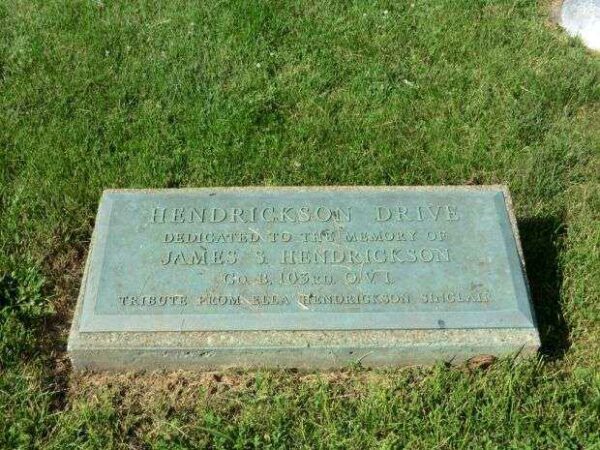 HENDRICKSON DRIVE
DEDICATED TO THE MEMORY OF
JAMES S. HENDRICKSON
CO. B. 103RD. O.V.I.
TRIBUTE FROM ELLA HENDRICKSON SINCLAIR